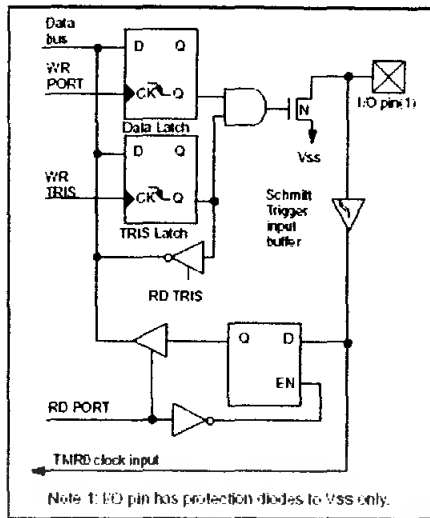 Data
bus
D Q
WR
PORT
CK Q
Data Latch
N
I/O pin(1)
Vss
D Q
WR
TRIS
CK Q
TRIS Latch
Schmitt
Trigger
input
buffer
RD TRIS
Q D
EN
RD PORT
TMR0 clock input
Note 1: I/O pin has protection diodes to Vss only.